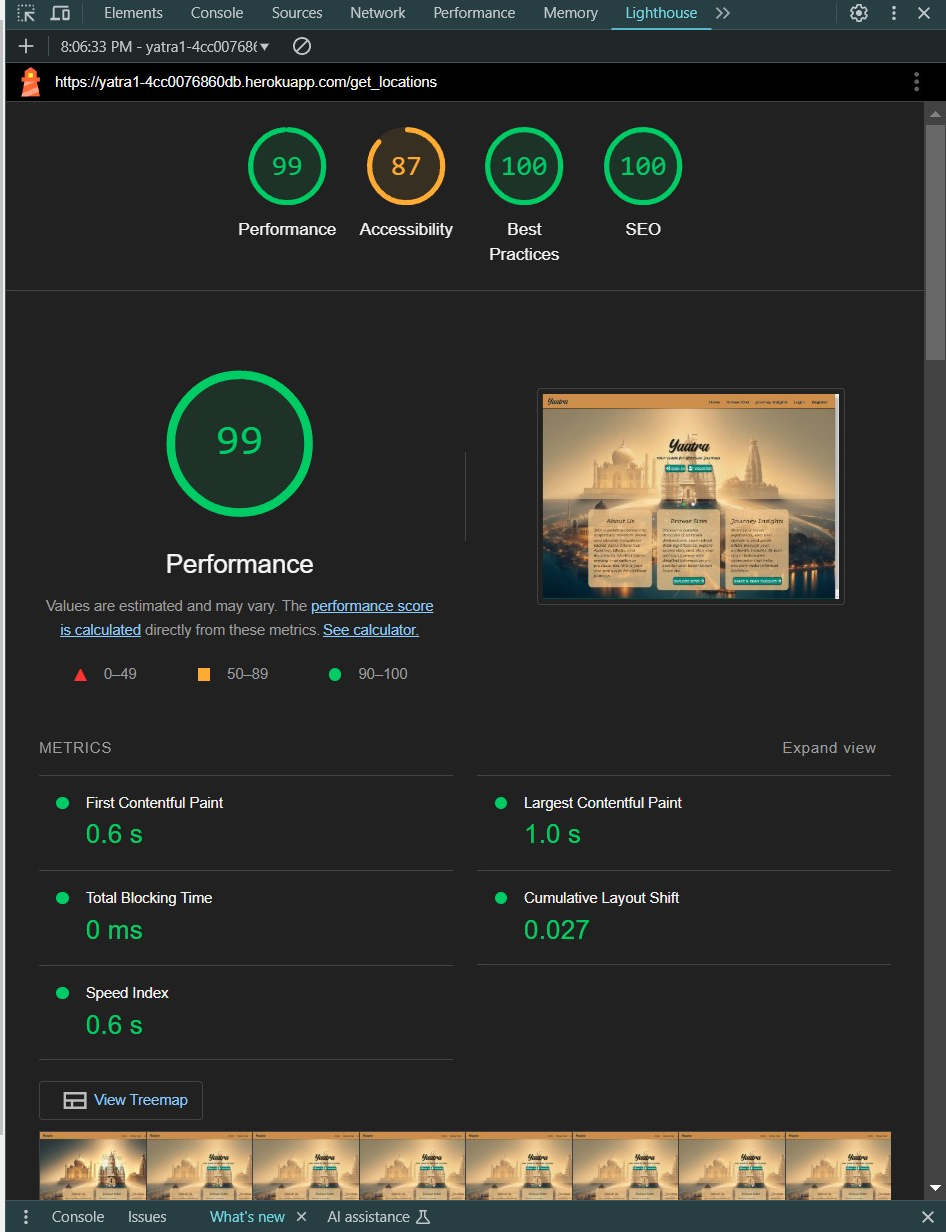 Elements Console Sources Network Performance Memory Lighthouse
8:06:33 PM - yatra1-4cc00768
https://yatra1-4cc0076860db.herokuapp.com/get_locations
99 87 100 100
Performance Accessibility Best Practices SEO
99
Performance
Values are estimated and may vary. The performance score
is calculated directly from these metrics. See calculator.
0–49 50–89 90–100
Yaatra Home Browse Sites Journey Insights Login Register
Yaatra
About Us Browse Sites Journey Insights
METRICS Expand view
First Contentful Paint Largest Contentful Paint
0.6 s 1.0 s
Total Blocking Time Cumulative Layout Shift
0 ms 0.027
Speed Index
0.6 s
View Treemap
Console Issues What's new AI assistance